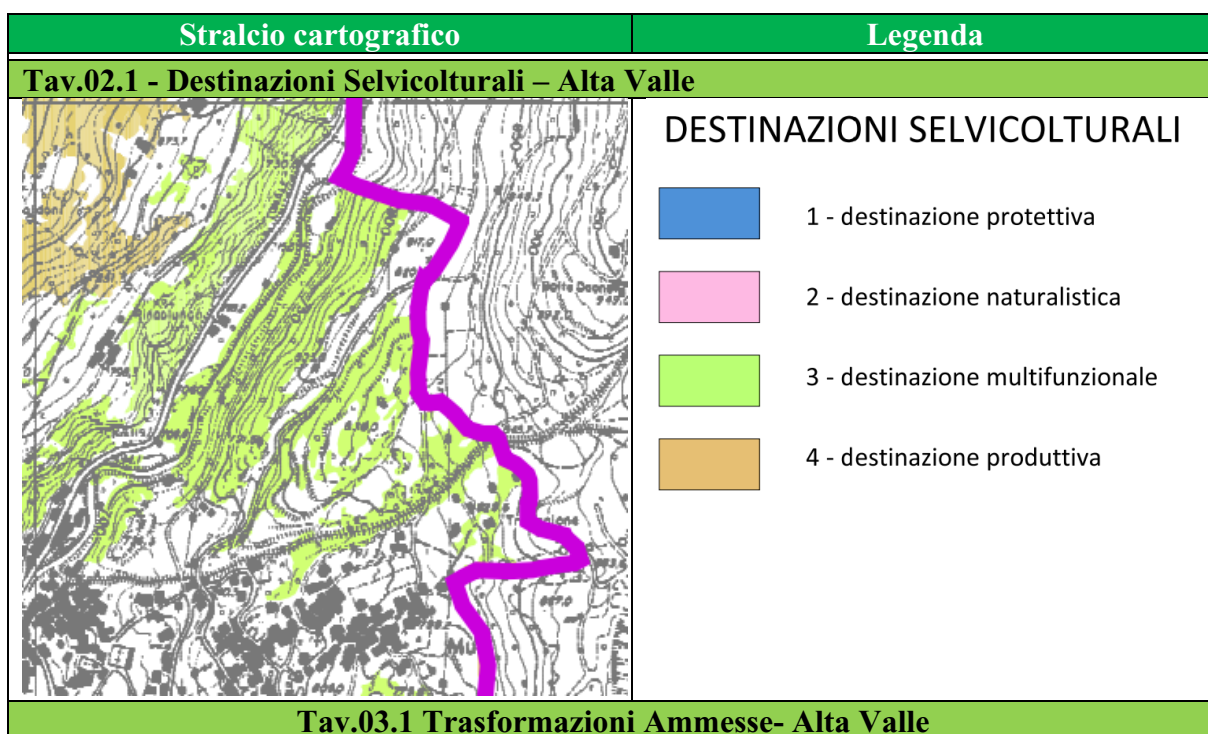 Stralcio cartografico
Legenda
Tav.02.1 - Destinazioni Selvicolturali – Alta Valle
DESTINAZIONI SELVICOLTURALI
1 - destinazione protettiva
2 - destinazione naturalistica
3 - destinazione multifunzionale
4 - destinazione produttiva
Mu
Tav.03.1 Trasformazioni Ammesse- Alta Valle